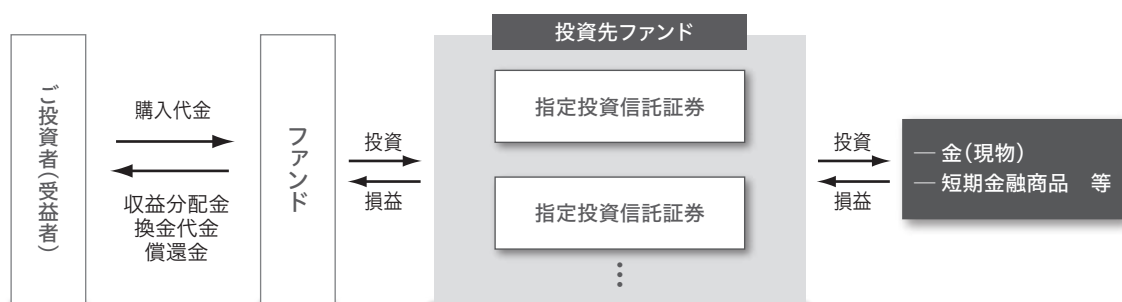 投資先ファンド
ご投資者(受益者)
購入代金
収益分配金
換金代金
償還金
ファンド
投資
損益
指定投資信託証券
指定投資信託証券
⋮
投資
損益
― 金(現物)
― 短期金融商品　等